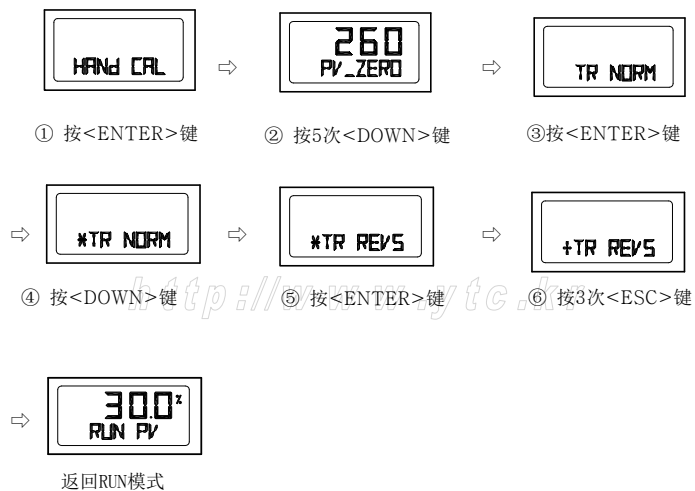 HANd CAL
260
PV_ZERO
TR NORM
① 按<ENTER>键
② 按5次<DOWN>键
③按<ENTER>键
*TR NORM
*TR REVS
+TR REVS
④ 按<DOWN>键
⑤ 按<ENTER>键
⑥ 按3次<ESC>键
http://www.ytc.kr
30.0%
RUN PV
返回RUN模式